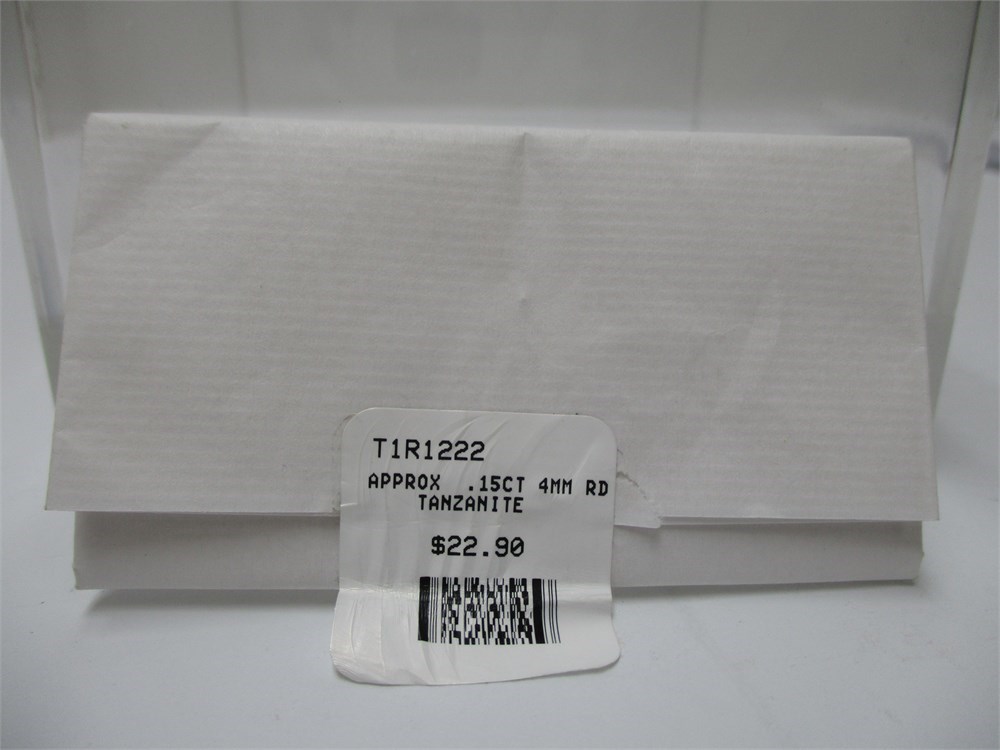 T1R1222
APPROX .15CT 4MM RD
TANZANITE
$22.90